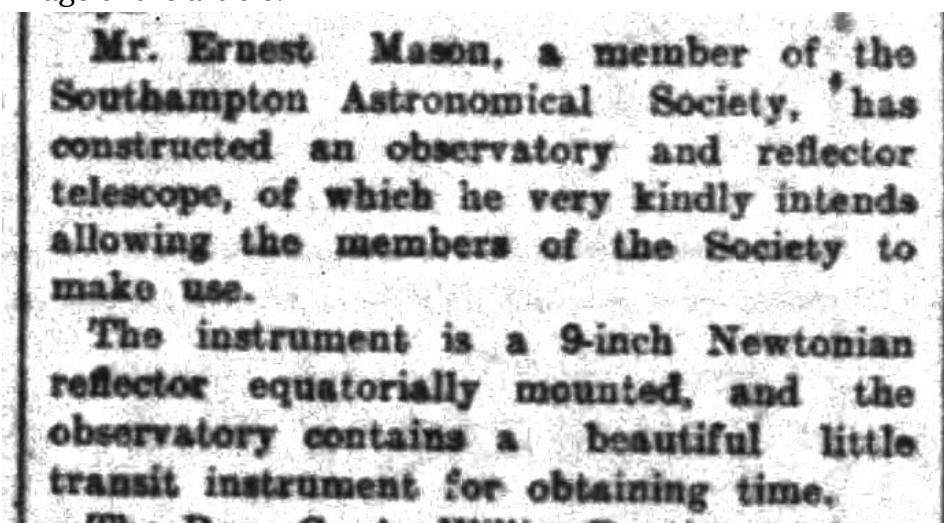 Mr. Ernest Mason, a member of the
Southampton Astronomical Society, has
constructed an observatory and reflector
telescope, of which he very kindly intends
allowing the members of the Society to
make use.
The instrument is a 9-inch Newtonian
reflector equatorially mounted, and the
observatory contains a beautiful little
transit instrument for obtaining time.